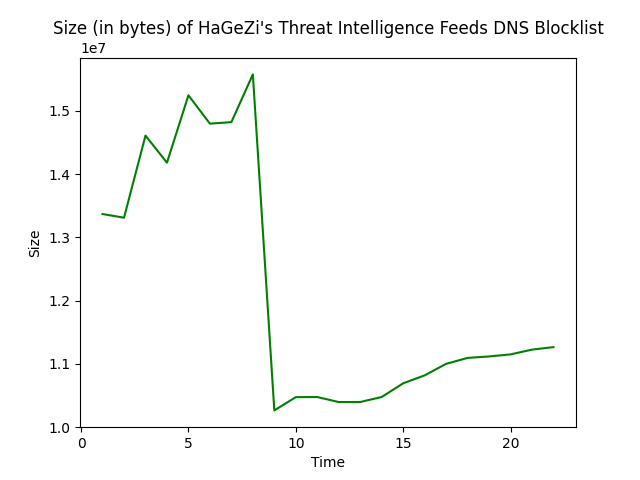 Size (in bytes) of HaGeZi's Threat Intelligence Feeds DNS Blocklist
1e7
1.5
1.4
1.3
1.2
1.1
1.0
Size
0 5 10 15 20
Time